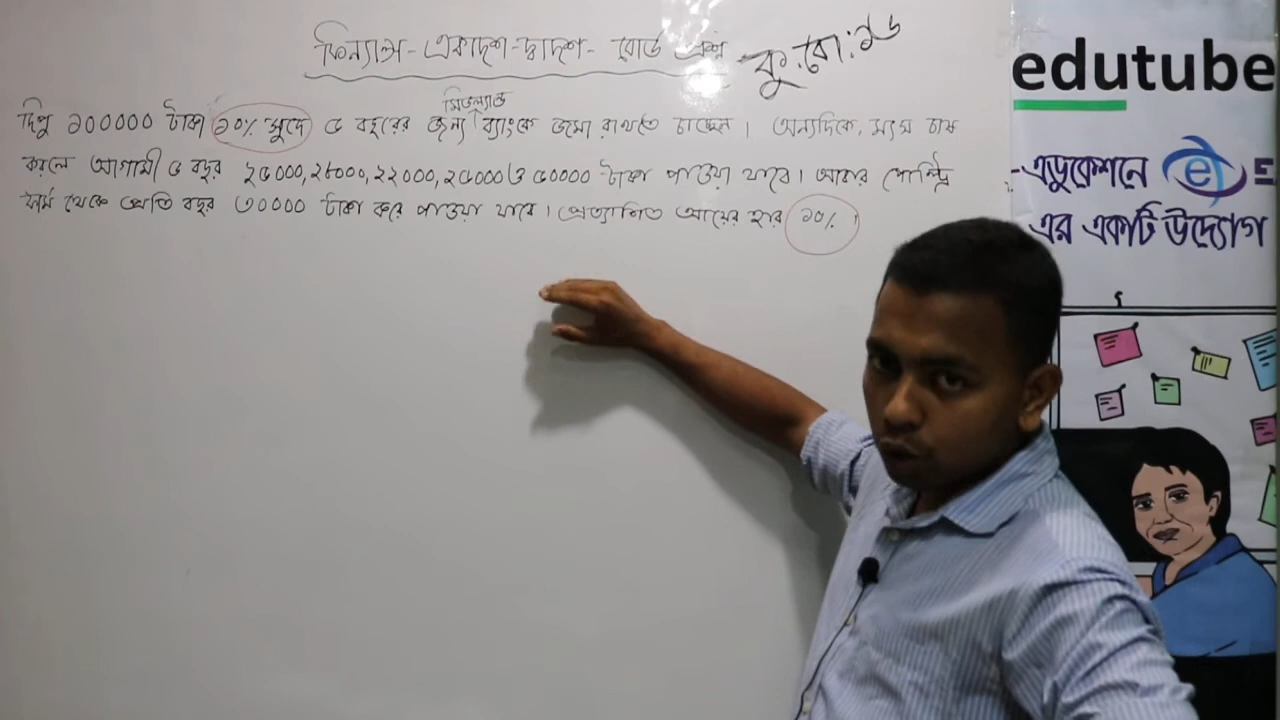 ফিন্যান্স-একাদশ-দ্বাদশ- বোর্ড প্রশ্ন - কু.বো:১৬
মিডল্যান্ড
দিপু ১০০০০০ টাকা ১০% সুদে ৫ বছরের জন্য ব্যাংকে জমা রাখতে চাচ্ছেন। অন্যদিকে, মৎস চাষ
করলে আগামী ৫ বছর ২৫০০০, ২৮০০০, ২২০০০, ২৫০০০ ও ৫০০০০ টাকা পাওয়া যাবে। আবার পোল্ট্রি
ফার্ম থেকে প্রতি বছর ৩০০০০ টাকা করে পাওয়া যাবে। প্রত্যাশিত আয়ের হার ১০%।
edutube
-এডুকেশনে e E
এর একটি উদ্যোগ